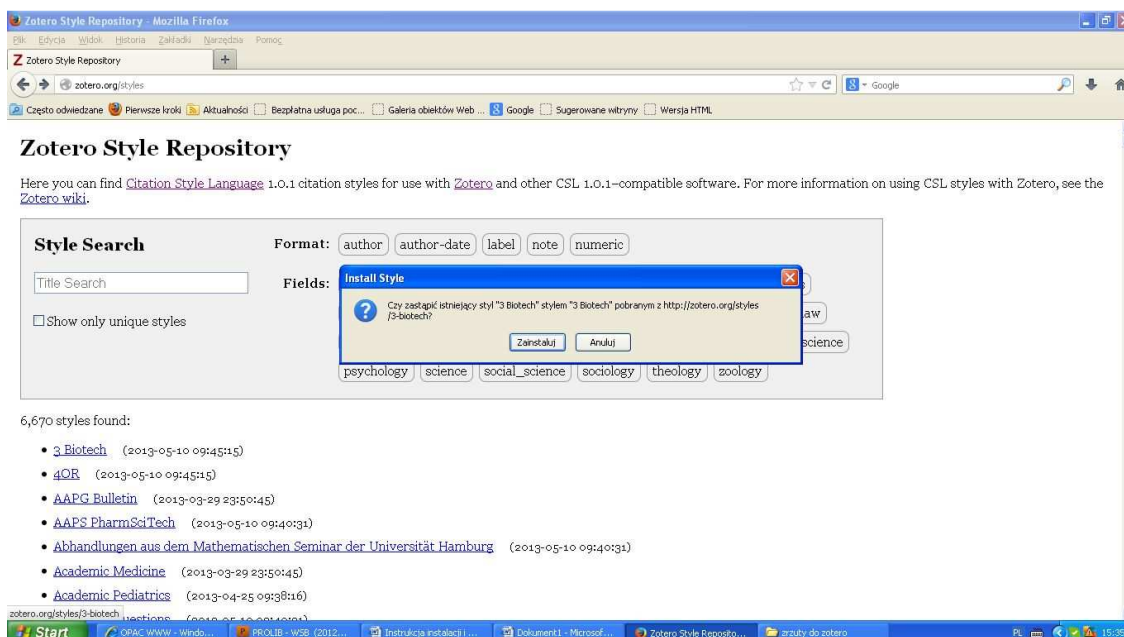 Zotero Style Repository - Mozilla Firefox
Plik Edycja Widok Historia Zakładki Narzędzia Pomoc
Zotero Style Repository
zotero.org/styles
Google
Często odwiedzane Pierwsze kroki Aktualności Bezpłatna usługa poc... Galeria obiektów Web ... Google Sugerowane witryny Wersja HTML
Zotero Style Repository
Here you can find Citation Style Language 1.0.1 citation styles for use with Zotero and other CSL 1.0.1–compatible software. For more information on using CSL styles with Zotero, see the
Zotero wiki.
Style Search
Format: author author-date label note numeric
Title Search
Fields:
Install Style
Czy zastąpić istniejący styl "3 Biotech" stylem "3 Biotech" pobranym z http://zotero.org/styles
/3-biotech?
Show only unique styles
Zainstaluj Anuluj
science
psychology science social_science sociology theology zoology
6,670 styles found:
3 Biotech (2013-05-10 09:45:15)
4OR (2013-05-10 09:45:15)
AAPG Bulletin (2013-03-29 23:50:45)
AAPS PharmSciTech (2013-05-10 09:40:31)
Abhandlungen aus dem Mathematischen Seminar der Universität Hamburg (2013-05-10 09:40:31)
Academic Medicine (2013-03-29 23:50:45)
Academic Pediatrics (2013-04-25 09:38:16)
zotero.org/styles/3-biotech
Start OPAC WWW - Windo... PROLIB - WSB (2012... Instrukcja instalacji i ... Dokument1 - Microsof... Zotero Style Reposito... zrzuty do zotero PL 15:35